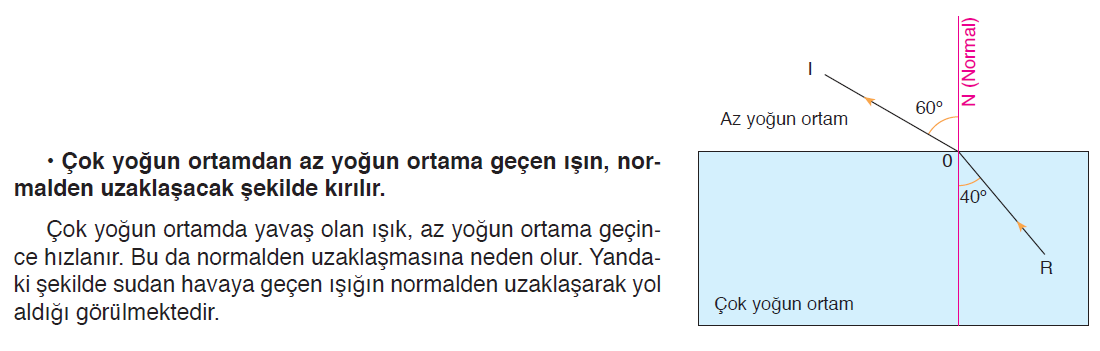 • Çok yoğun ortamdan az yoğun ortama geçen ışın, nor-
malden uzaklaşacak şekilde kırılır.
Çok yoğun ortamda yavaş olan ışık, az yoğun ortama geçin-
ce hızlanır. Bu da normalden uzaklaşmasına neden olur. Yanda-
ki şekilde sudan havaya geçen ışığın normalden uzaklaşarak yol
aldığı görülmektedir.
N (Normal)
I
60°
Az yoğun ortam
0
40°
R
Çok yoğun ortam